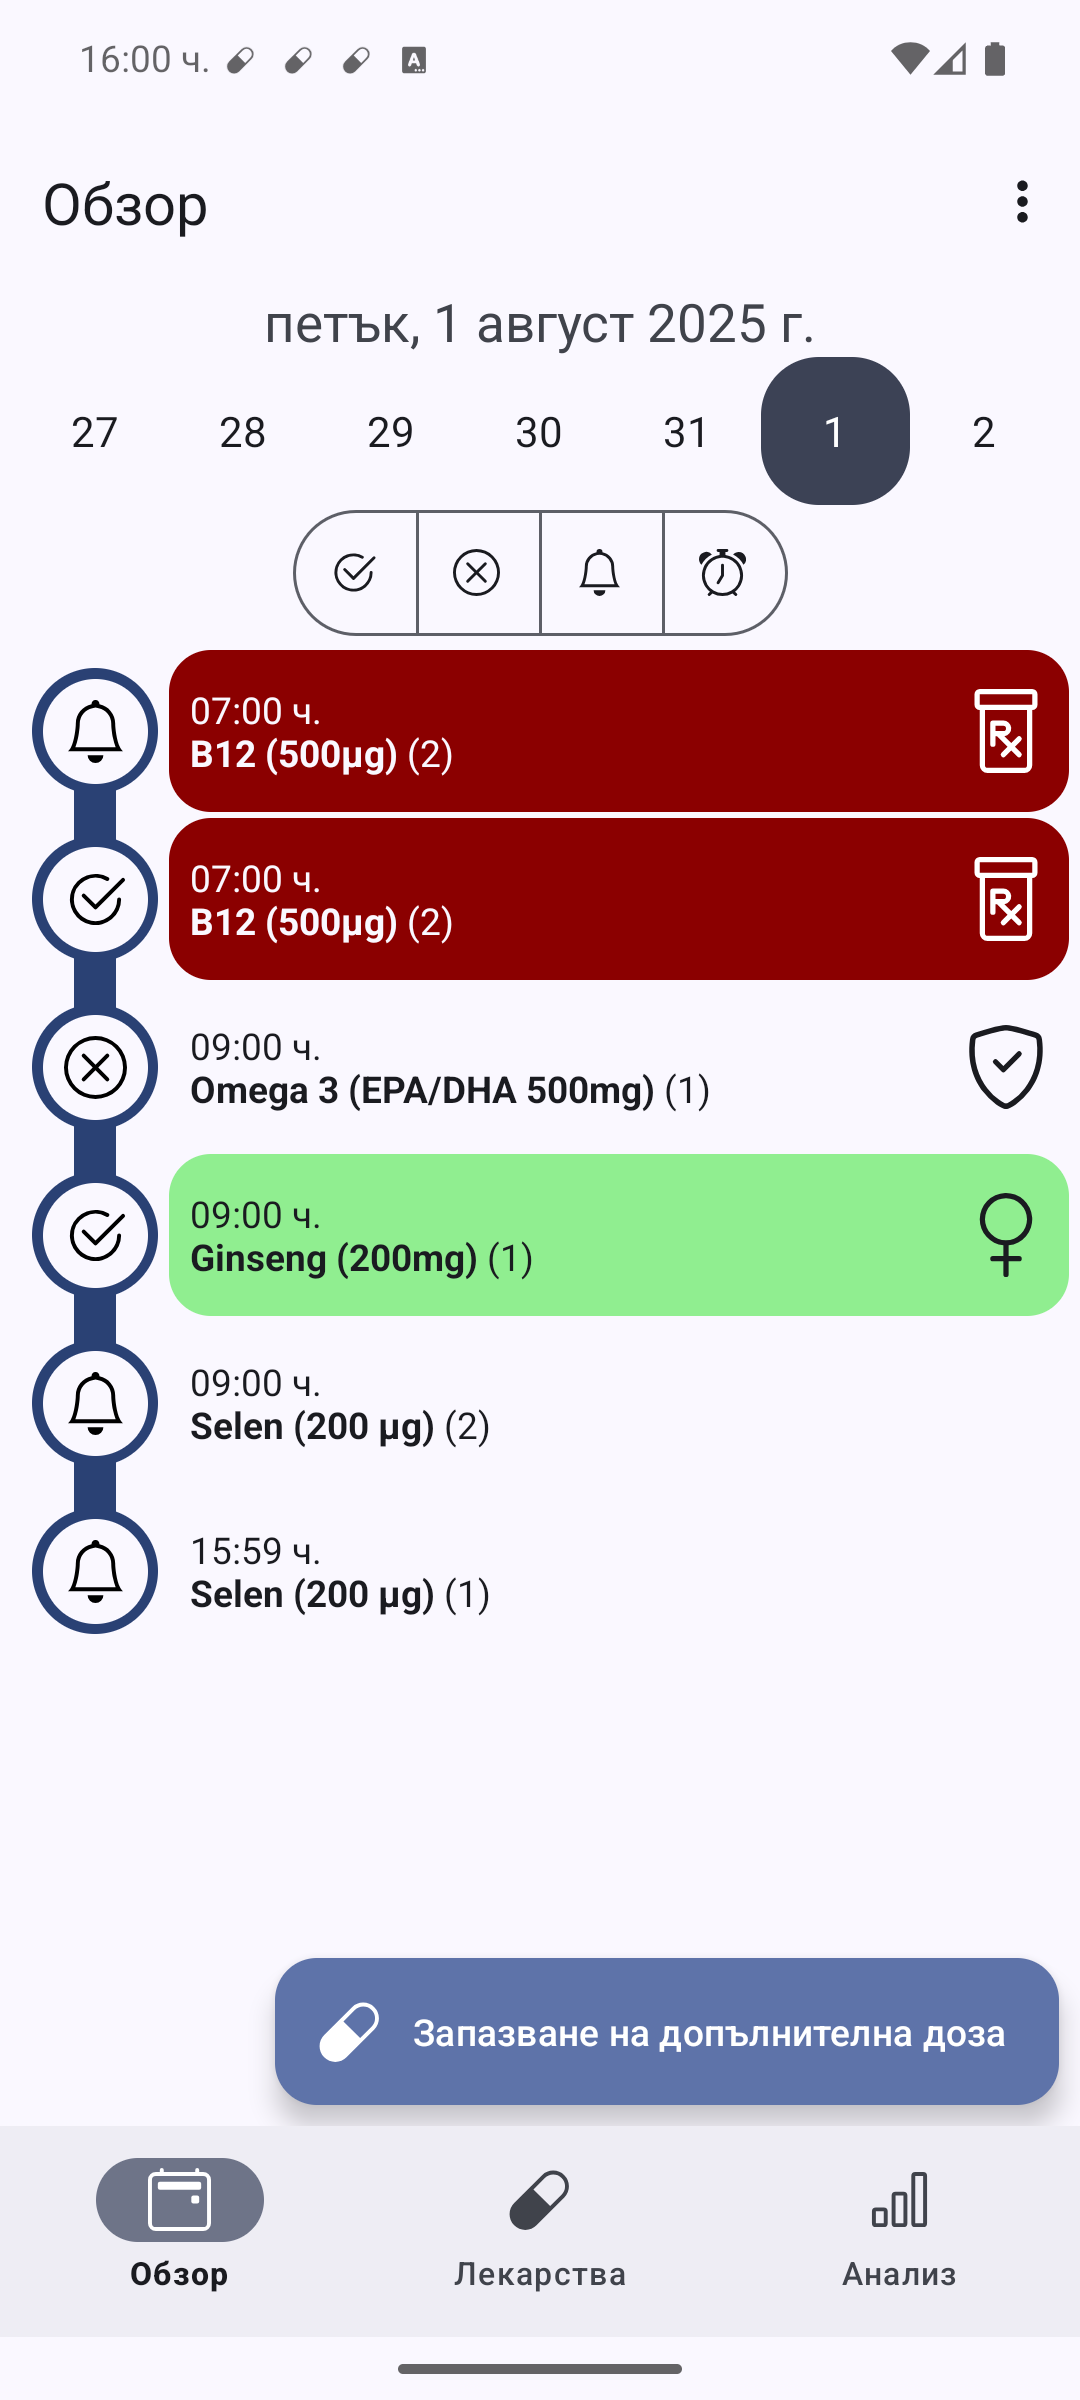 16:00 ч.
Обзор
петък, 1 август 2025 г.
27 28 29 30 31 1 2
07:00 ч.
B12 (500µg) (2)
07:00 ч.
B12 (500µg) (2)
09:00 ч.
Omega 3 (EPA/DHA 500mg) (1)
09:00 ч.
Ginseng (200mg) (1)
09:00 ч.
Selen (200 µg) (2)
15:59 ч.
Selen (200 µg) (1)
Запазване на допълнителна доза
Обзор Лекарства Анализ